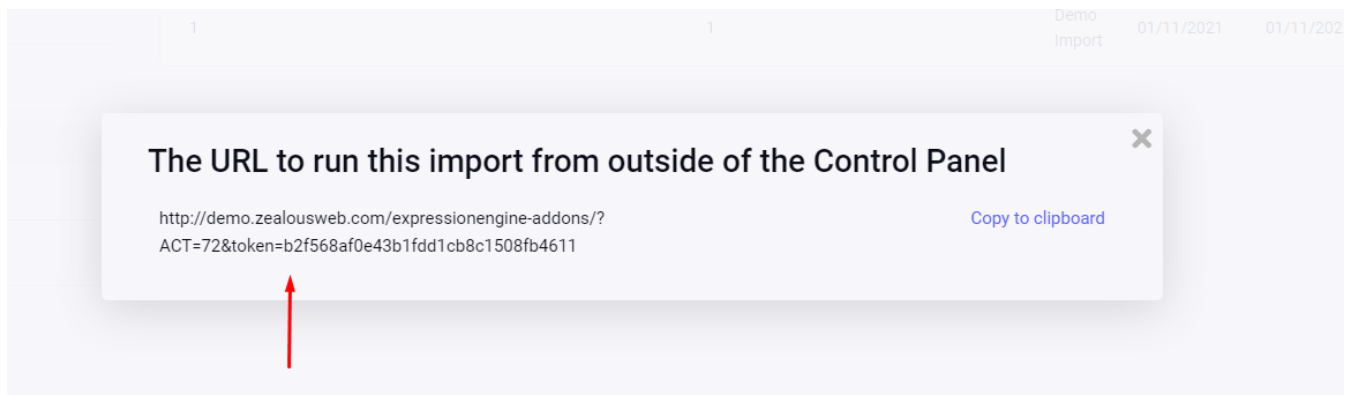 1 1 Demo Import 01/11/2021 01/11/202
The URL to run this import from outside of the Control Panel
http://demo.zealousweb.com/expressionengine-addons/?
ACT=72&token=b2f568af0e43b1fdd1cb8c1508fb4611
Copy to clipboard